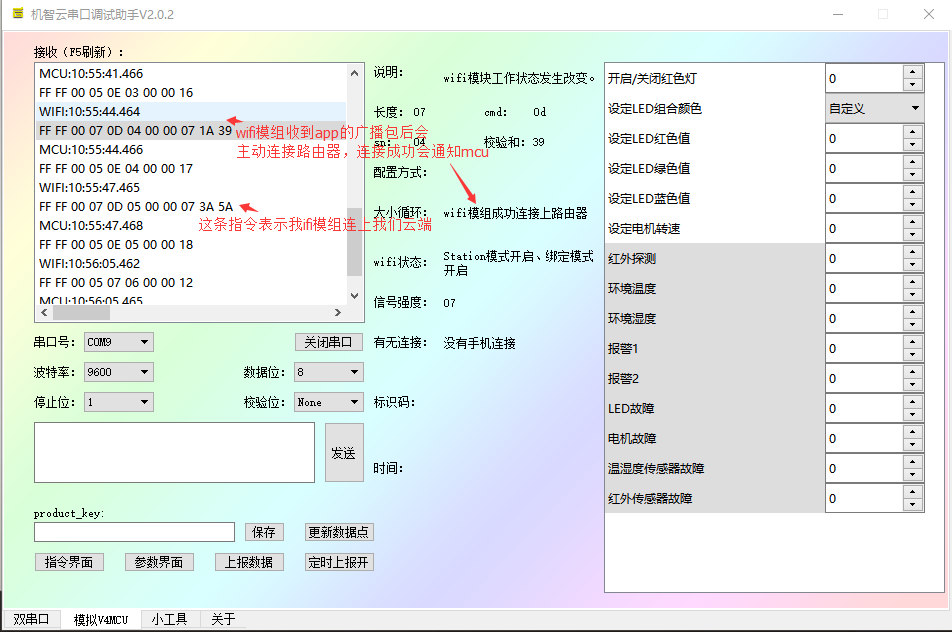 机智云串口调试助手V2.0.2
接收（F5刷新）：
MCU:10:55:41.466
FF FF 00 05 0E 03 00 00 16
WIFI:10:55:44.464
FF FF 00 07 0D 04 00 00 07 1A 39
MCU:10:55:44.466
FF FF 00 05 0E 04 00 00 17
WIFI:10:55:47.465
FF FF 00 07 0D 05 00 00 07 3A 5A
MCU:10:55:47.468
FF FF 00 05 0E 05 00 00 18
WIFI:10:56:05.462
FF FF 00 05 07 06 00 00 12
MCU:10:56:05.465
wifi模组收到app的广播包后会
主动连接路由器，连接成功会通知mcu
这条指令表示我ifi模组连上我们云端
说明： wifi模块工作状态发生改变。
长度： 07 cmd: 0d
sn: 04 校验和： 39
配置方式：
大小循环： wifi模组成功连接上路由器
wifi状态： Station模式开启、绑定模式
开启
信号强度： 07
有无连接： 没有手机连接
标识码：
时间：
串口号： COM9 关闭串口
波特率： 9600 数据位： 8
停止位： 1 校验位： None
发送
product_key:
保存 更新数据点
指令界面 参数界面 上报数据 定时上报开
开启/关闭红色灯 0
设定LED组合颜色 自定义
设定LED红色值 0
设定LED绿色值 0
设定LED蓝色值 0
设定电机转速 0
红外探测 0
环境温度 0
环境湿度 0
报警1 0
报警2 0
LED故障 0
电机故障 0
温湿度传感器故障 0
红外传感器故障 0
双串口 模拟V4MCU 小工具 关于